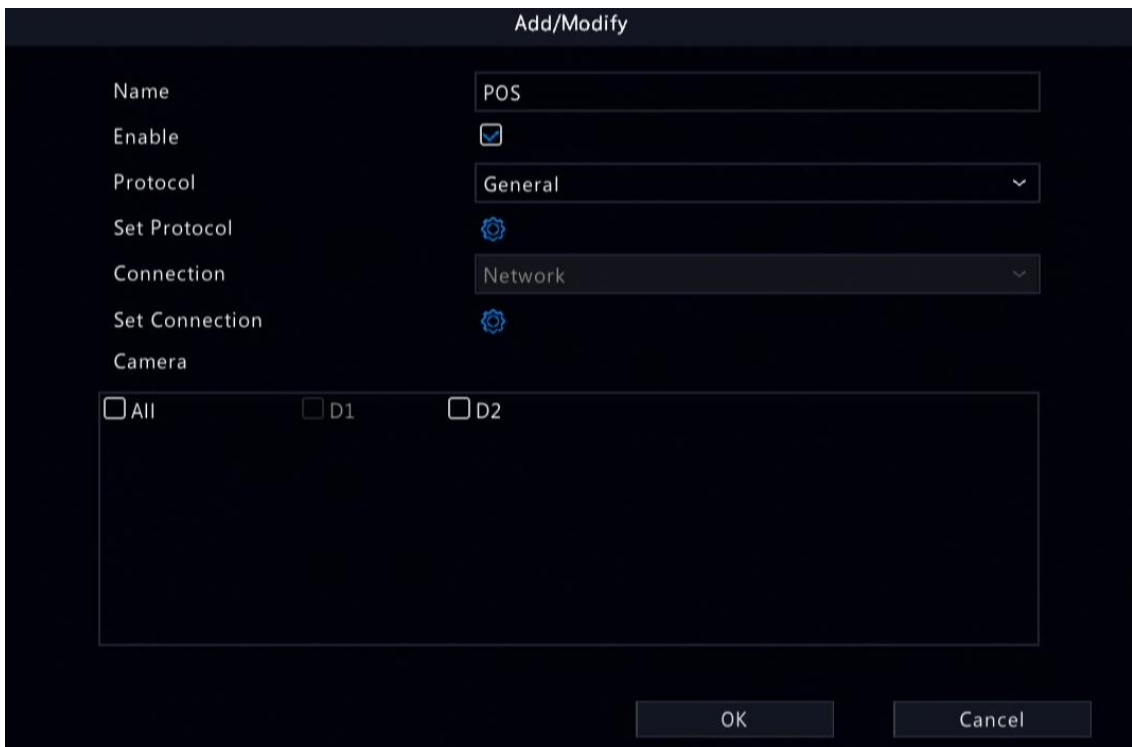 Add/Modify
Name POS
Enable
Protocol General
Set Protocol
Connection Network
Set Connection
Camera
All D1 D2
OK Cancel